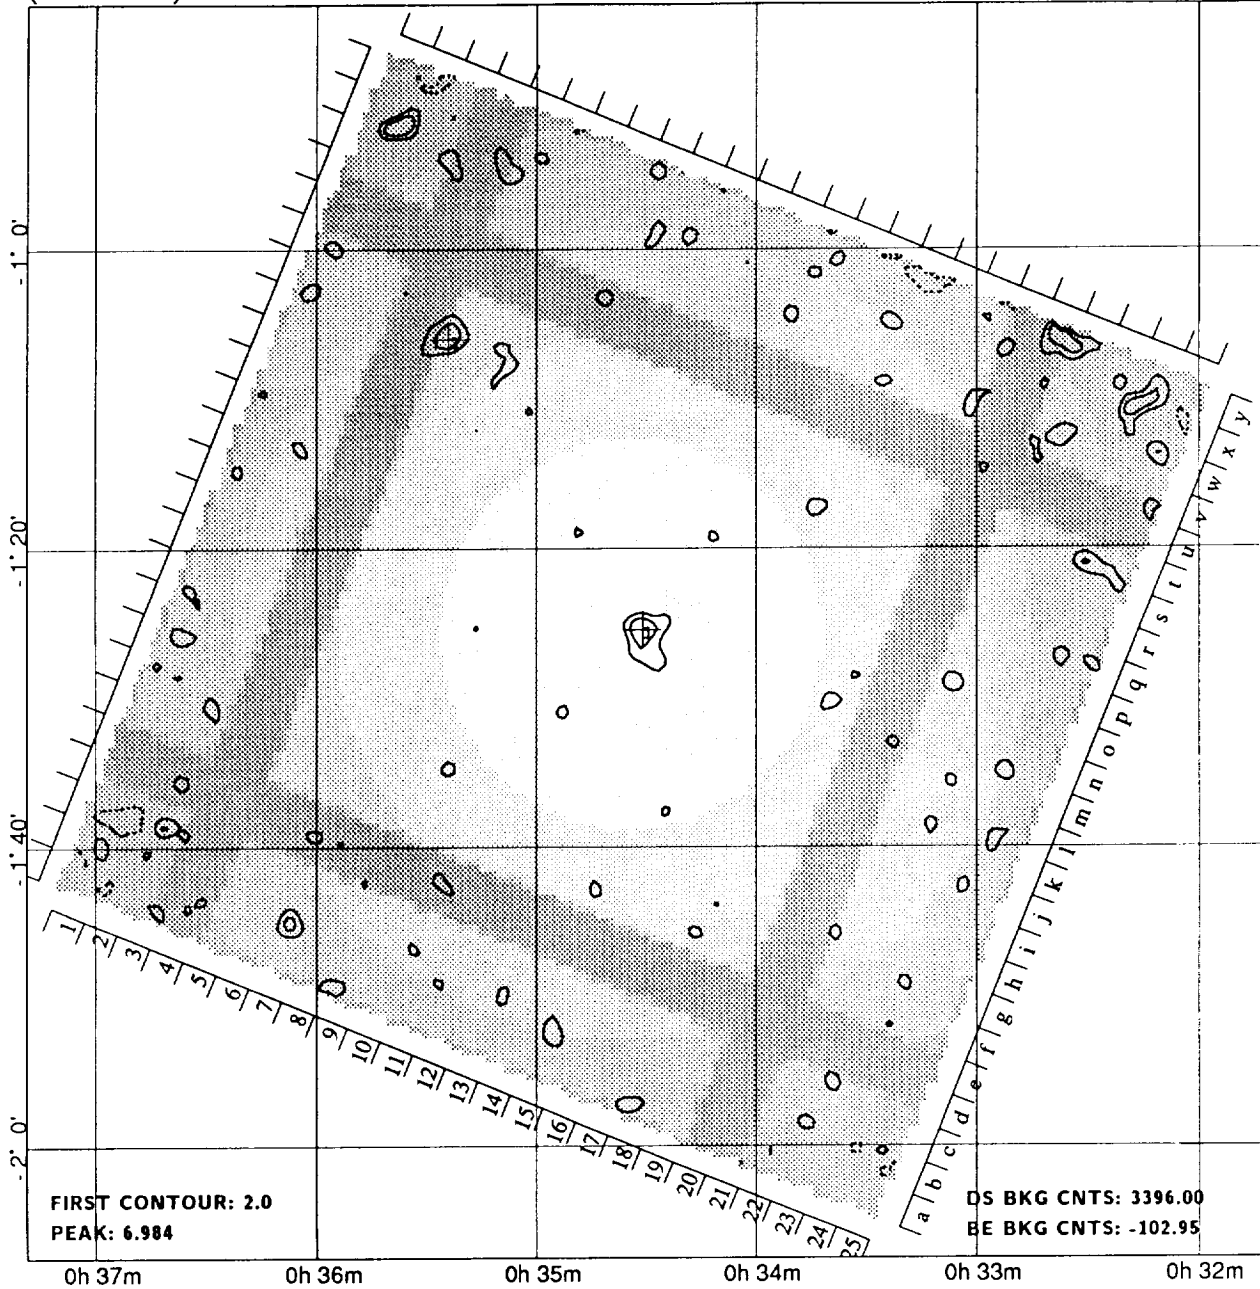 -1° 0'
-1° 20'
-1° 40'
-2° 0'
a b c d e f g h i j k l m n o p q r s t u v w x y
1 2 3 4 5 6 7 8 9 10 11 12 13 14 15 16 17 18 19 20 21 22 23 24 25
FIRST CONTOUR: 2.0
PEAK: 6.984
DS BKG CNTS: 3396.00
BE BKG CNTS: -102.95
0h 37m 0h 36m 0h 35m 0h 34m 0h 33m 0h 32m